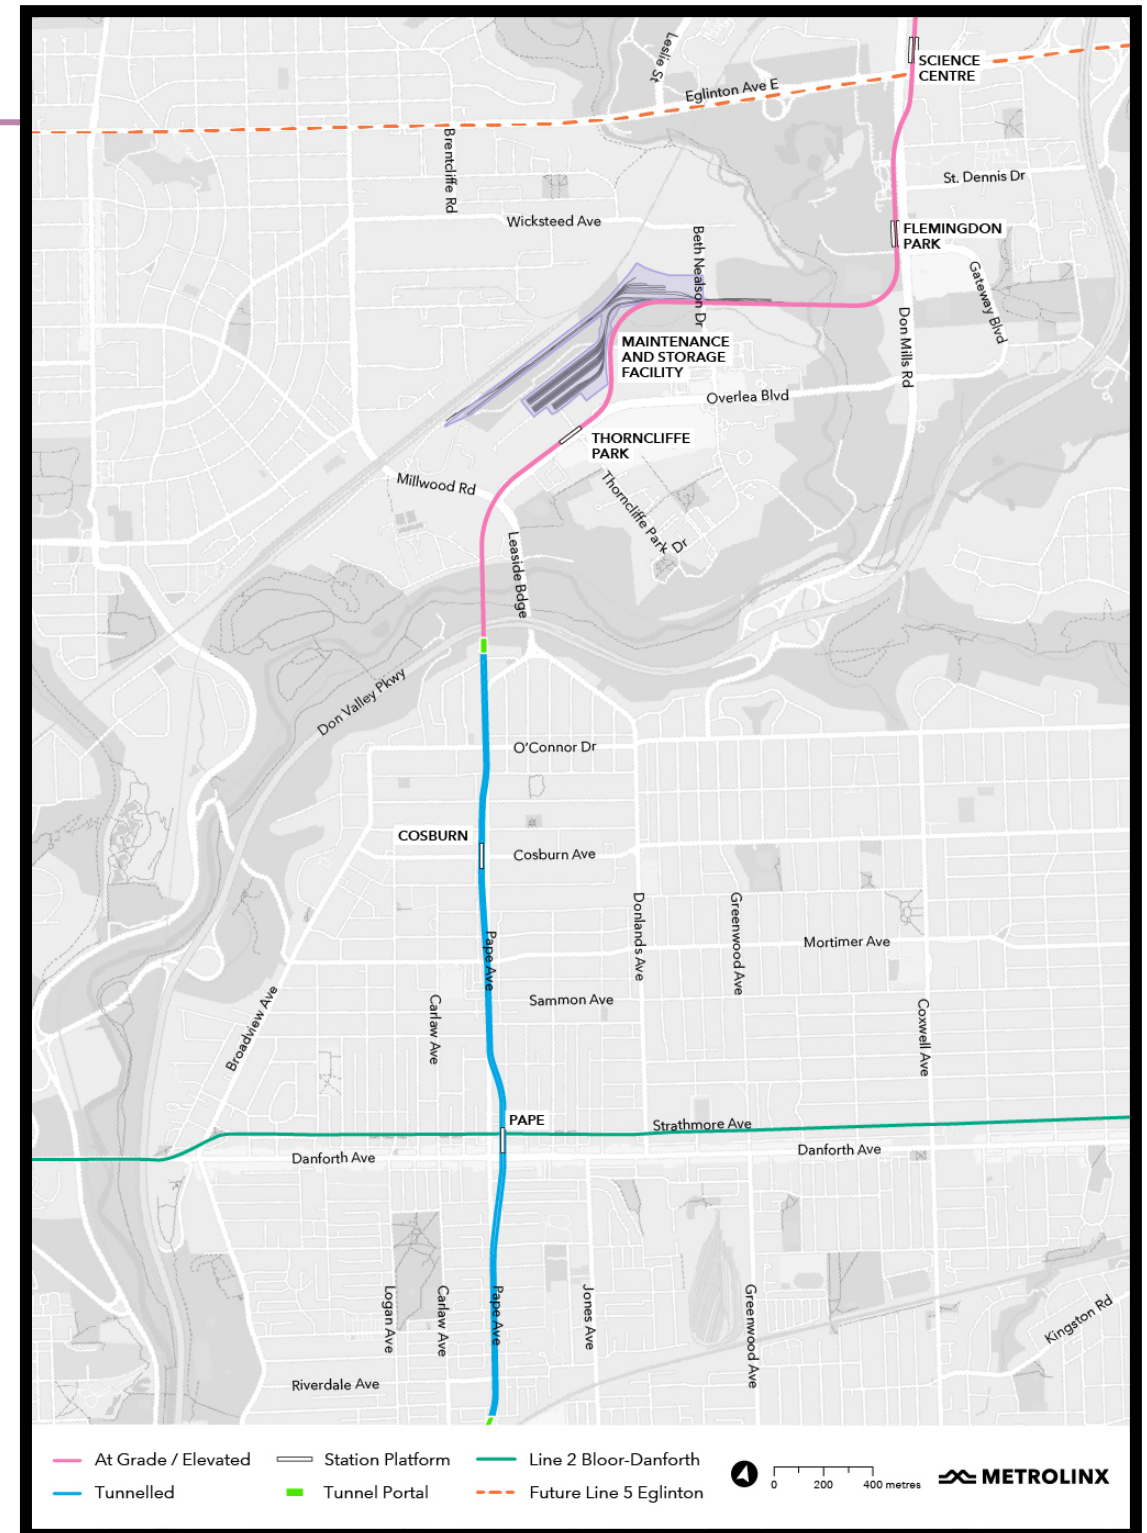 Leslie St
SCIENCE
CENTRE
Eglinton Ave E
Brentcliffe Rd
St. Dennis Dr
Wicksteed Ave
FLEMINGDON
PARK
Beth Nealson Dr
Gateway Blvd
Don Mills Rd
MAINTENANCE
AND STORAGE
FACILITY
Overlea Blvd
THORNCLIFFE
PARK
Millwood Rd
Thorncliffe Park Dr
Leaside Bdge
Don Valley Pkwy
O'Connor Dr
COSBURN
Cosburn Ave
Donlands Ave
Greenwood Ave
Pape Ave
Mortimer Ave
Sammon Ave
Carlaw Ave
Broadview Ave
Coxwell Ave
PAPE
Strathmore Ave
Danforth Ave
Danforth Ave
Logan Ave
Carlaw Ave
Pape Ave
Jones Ave
Greenwood Ave
Kingston Rd
Riverdale Ave
At Grade / Elevated
Station Platform
Line 2 Bloor-Danforth
Tunnelled
Tunnel Portal
Future Line 5 Eglinton
0 200 400 metres
METROLINX